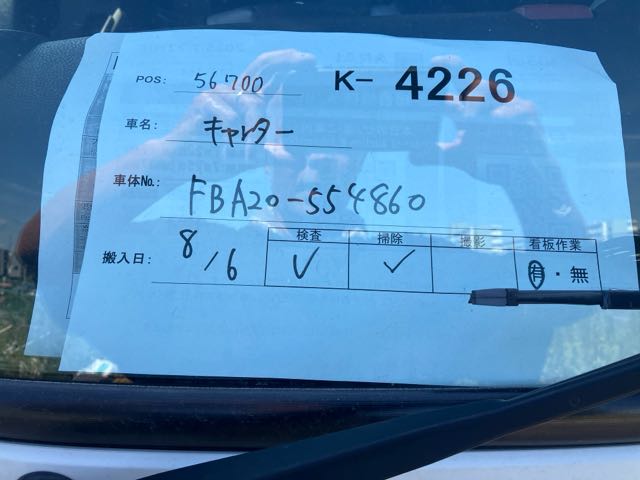 POS: 56700 K- 4226
車名: キャンター
車体No.: FBA20-554860
搬入日: 8/6
検査 掃除 撮影 看板作業
✓ ✓ 有・無